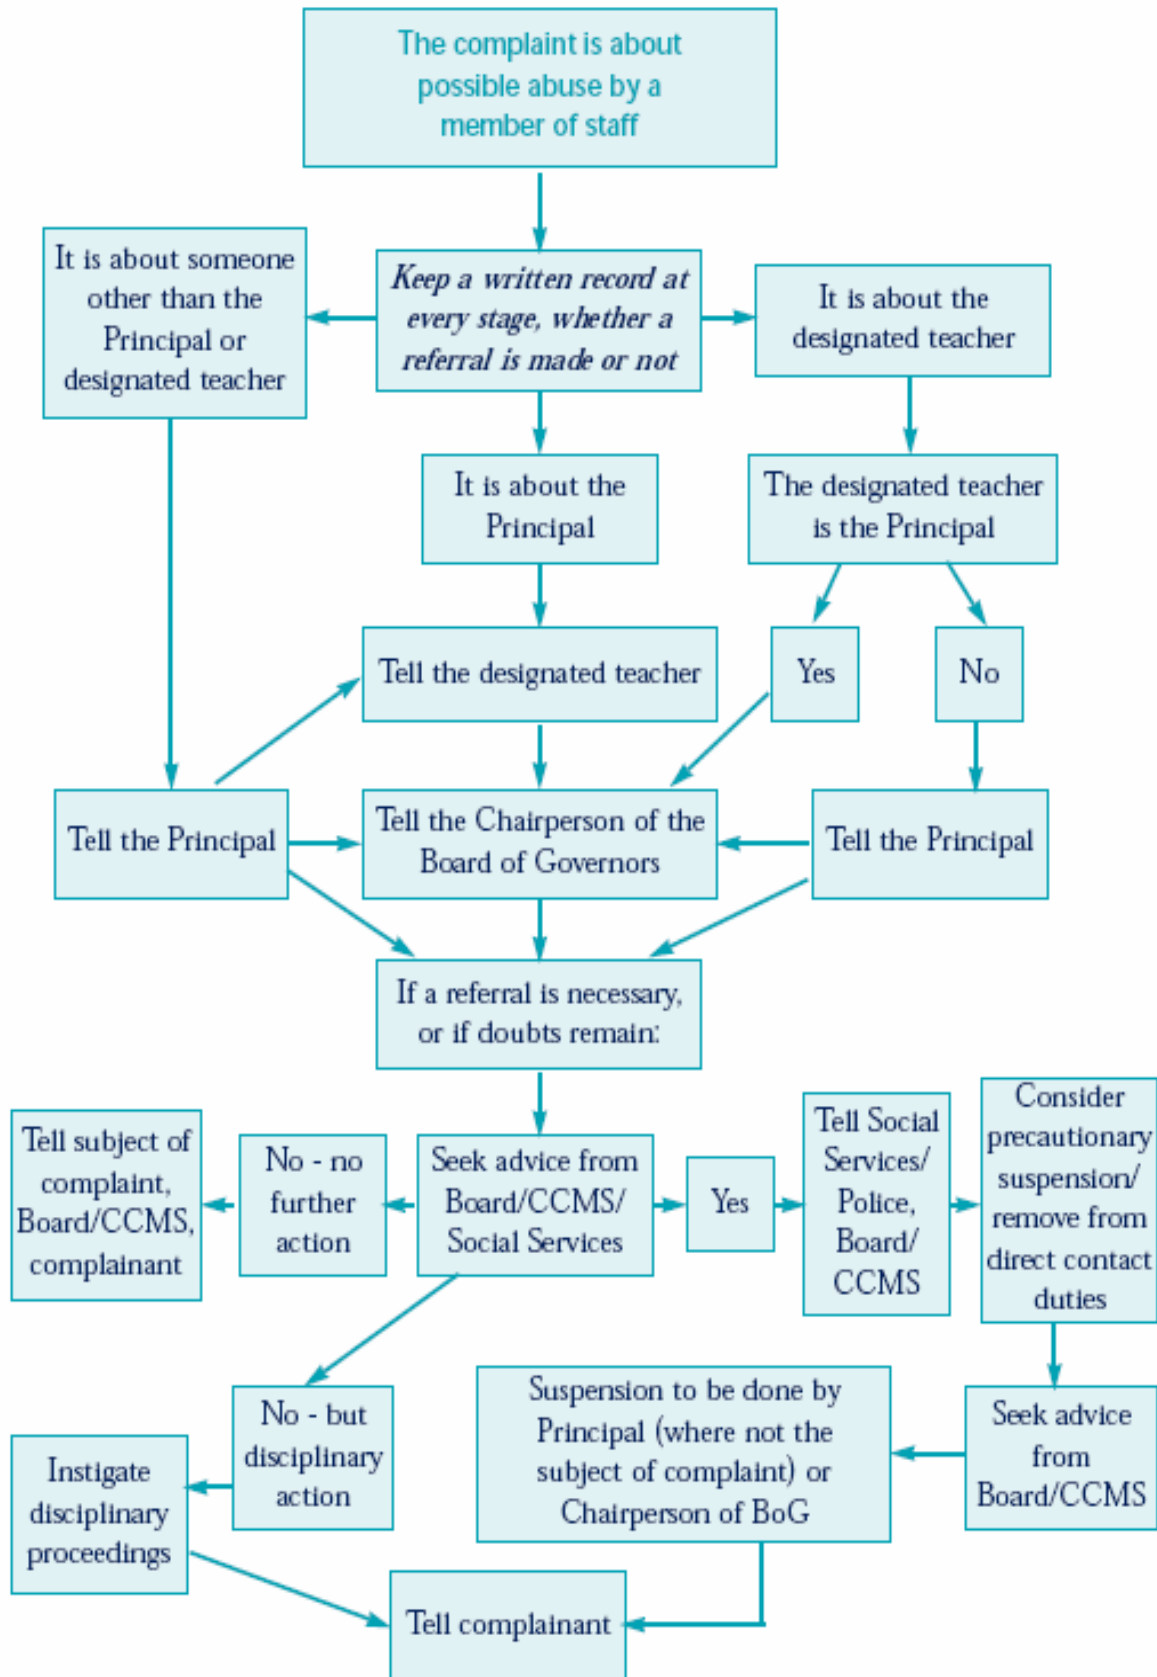 The complaint is about
possible abuse by a
member of staff
It is about someone
other than the
Principal or
designated teacher
Keep a written record at
every stage, whether a
referral is made or not
It is about the
designated teacher
It is about the
Principal
The designated teacher
is the Principal
Tell the designated teacher
Yes
No
Tell the Principal
Tell the Chairperson of the
Board of Governors
Tell the Principal
If a referral is necessary,
or if doubts remain:
Tell subject of
complaint,
Board/CCMS,
complainant
No - no
further
action
Seek advice from
Board/CCMS/
Social Services
Yes
Tell Social
Services/
Police,
Board/
CCMS
Consider
precautionary
suspension/
remove from
direct contact
duties
Instigate
disciplinary
proceedings
No - but
disciplinary
action
Suspension to be done by
Principal (where not the
subject of complaint) or
Chairperson of BoG
Seek advice
from
Board/CCMS
Tell complainant